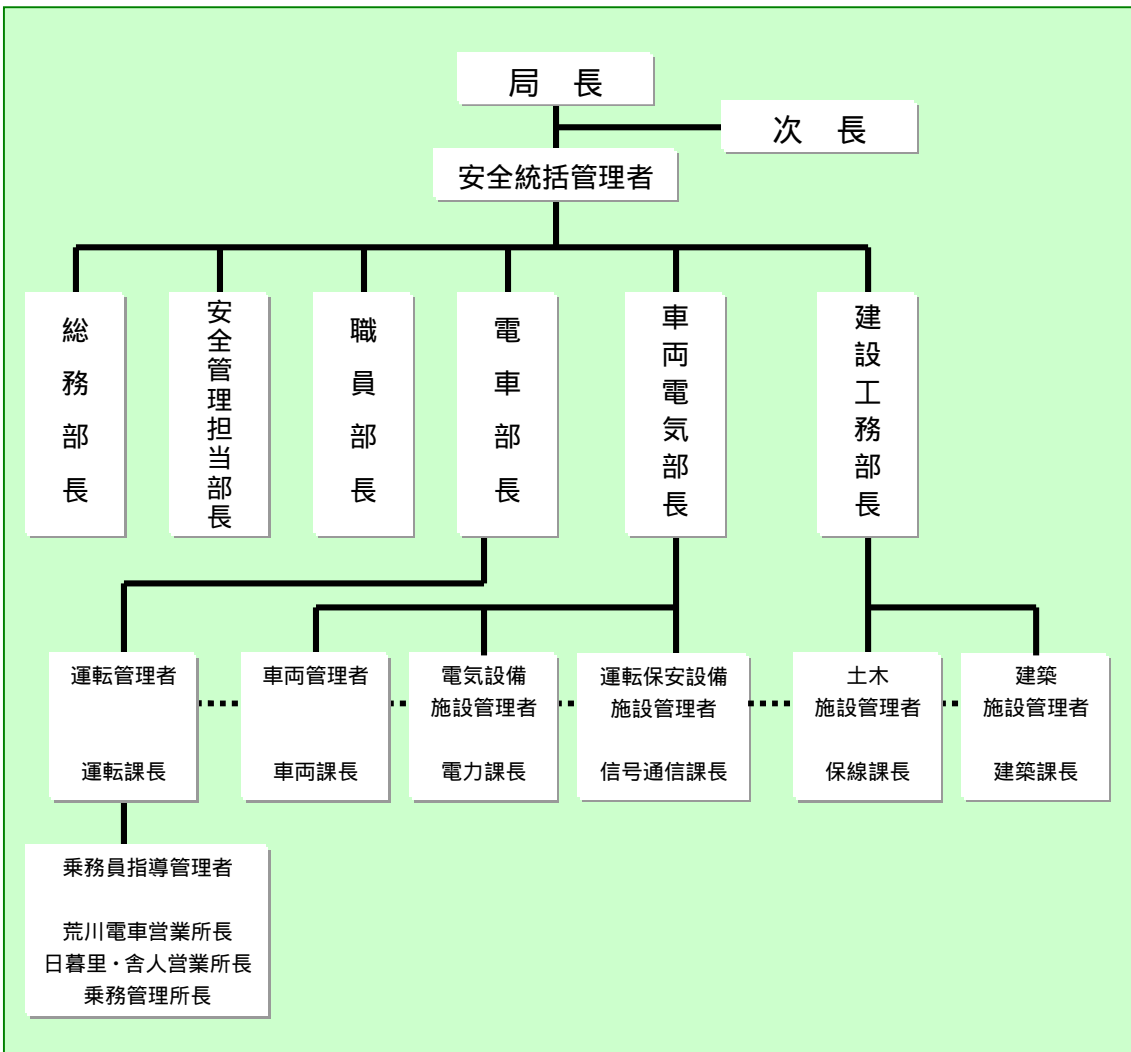 局　長
次　長
安全統括管理者
総務部長
安全管理担当部長
職員部長
電車部長
車両電気部長
建設工務部長
運転管理者
運転課長
車両管理者
車両課長
電気設備
施設管理者
電力課長
運転保安設備
施設管理者
信号通信課長
土木
施設管理者
保線課長
建築
施設管理者
建築課長
乗務員指導管理者
荒川電車営業所長
日暮里・舎人営業所長
乗務管理所長